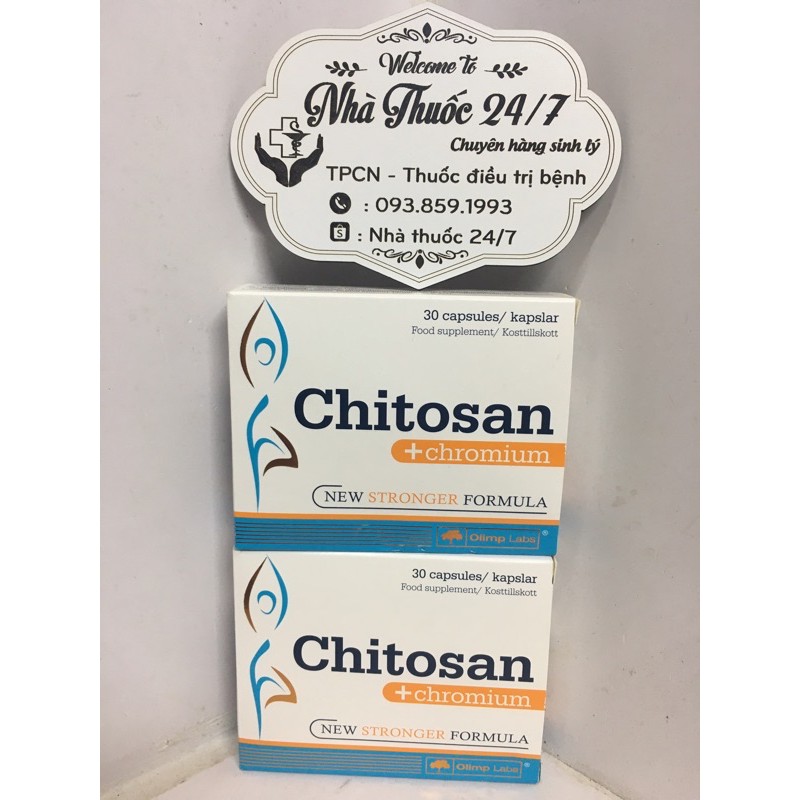 Welcome to
Nhà Thuốc 24/7
Chuyên hàng sinh lý
TPCN - Thuốc điều trị bệnh
: 093.859.1993
S : Nhà thuốc 24/7
30 capsules/ kapslar
Food supplement/ Kosttillskott
Chitosan
+chromium
NEW STRONGER FORMULA
Olimp Labs®
30 capsules/ kapslar
Food supplement/ Kosttillskott
Chitosan
+chromium
NEW STRONGER FORMULA
Olimp Labs®